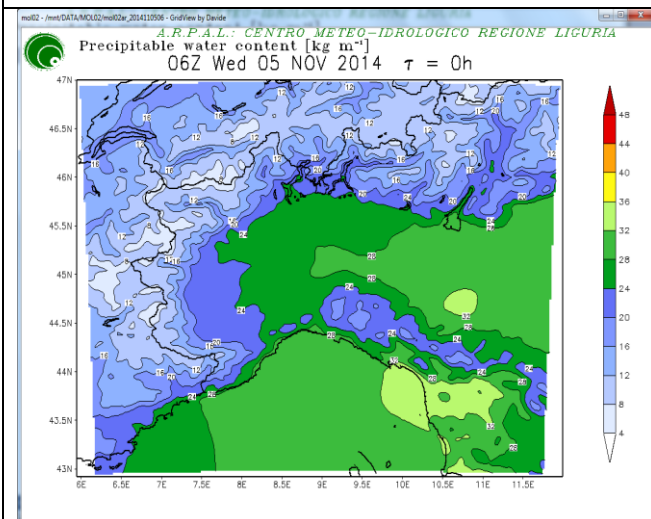 mol02 - /mnt/DATA/MOL02/mol02ar_2014110506 - GridView by Davide
A.R.P.A.L.: CENTRO METEO-IDROLOGICO REGIONE LIGURIA
Precipitable water content [kg m⁻²]
06Z Wed 05 NOV 2014 τ = 0h
47N
46.5N
46N
45.5N
45N
44.5N
44N
43.5N
43N
6E 6.5E 7E 7.5E 8E 8.5E 9E 9.5E 10E 10.5E 11E 11.5E
48
44
40
36
32
28
24
20
16
12
8
4